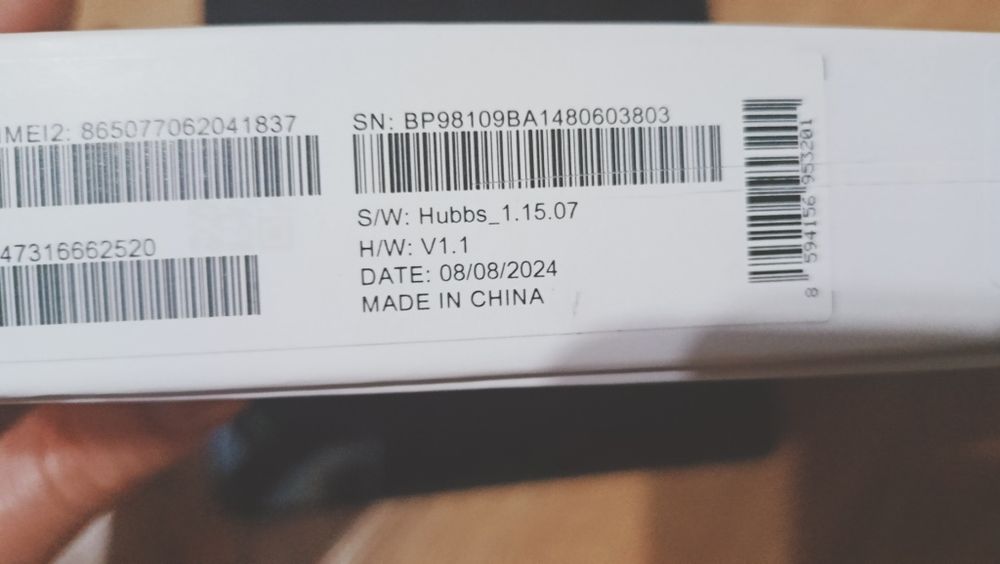 IMEI2: 865077062041837
47316662520
SN: BP98109BA1480603803
S/W: Hubbs_1.15.07
H/W: V1.1
DATE: 08/08/2024
MADE IN CHINA
8 594156 953201